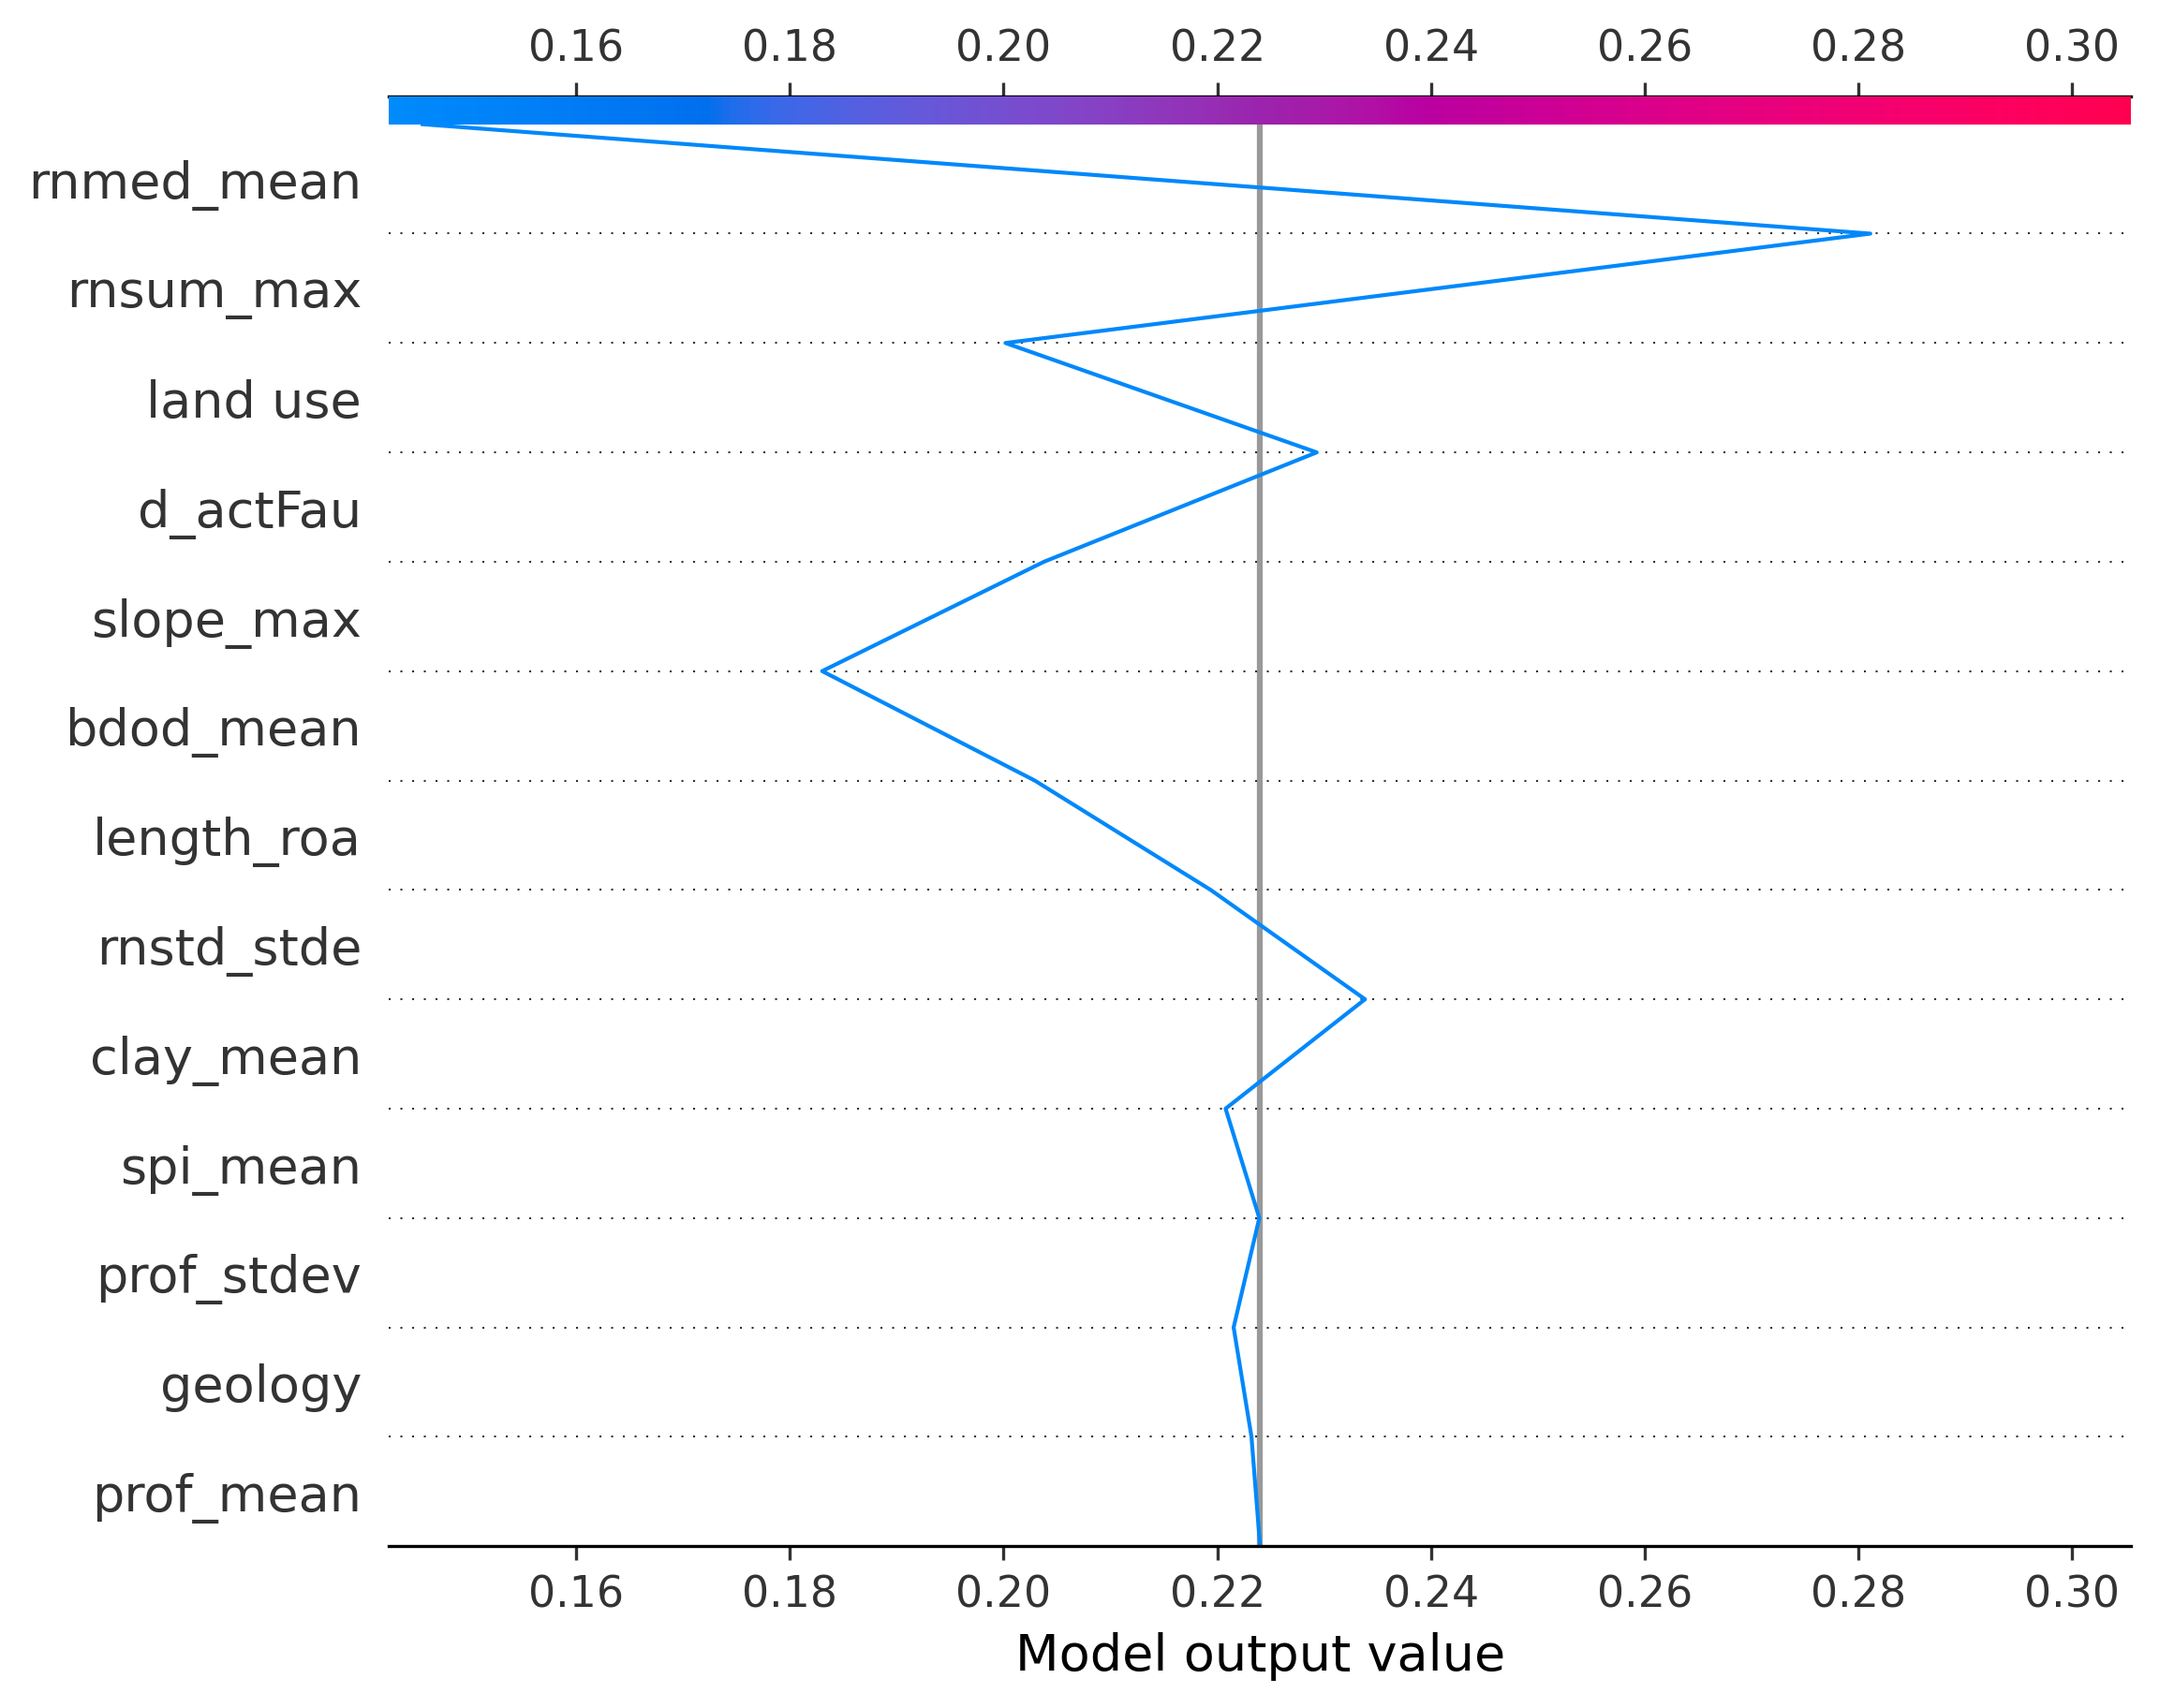 0.16 0.18 0.20 0.22 0.24 0.26 0.28 0.30
rnmed_mean
rnsum_max
land use
d_actFau
slope_max
bdod_mean
length_roa
rnstd_stde
clay_mean
spi_mean
prof_stdev
geology
prof_mean
0.16 0.18 0.20 0.22 0.24 0.26 0.28 0.30
Model output value